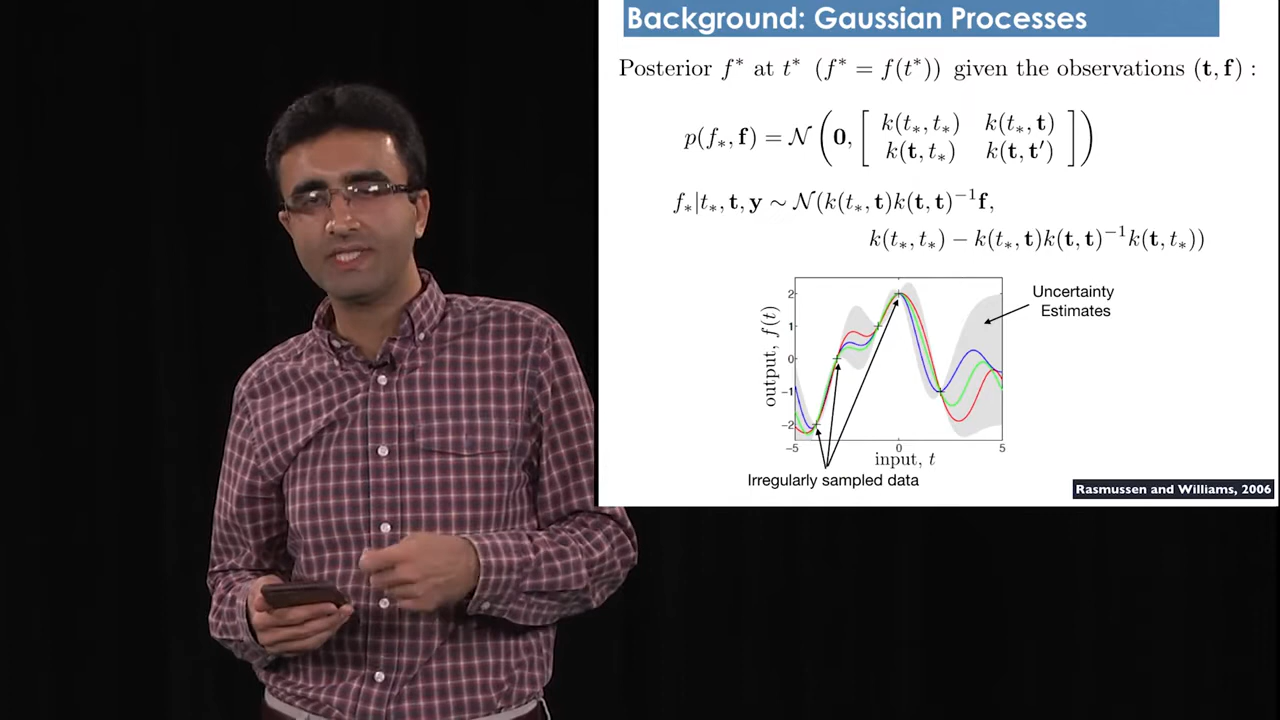 Background: Gaussian Processes
Posterior f* at t* (f* = f(t*)) given the observations (t, f) :
p(f*, f) = N (0, [ k(t*, t*) k(t*, t)
k(t, t*) k(t, t′) ])
f*|t*, t, y ∼ N(k(t*, t)k(t, t)⁻¹f,
k(t*, t*) − k(t*, t)k(t, t)⁻¹k(t, t*))
Uncertainty
Estimates
output, f(t)
2
1
0
−1
−2
-5 0 5
input, t
Irregularly sampled data
Rasmussen and Williams, 2006